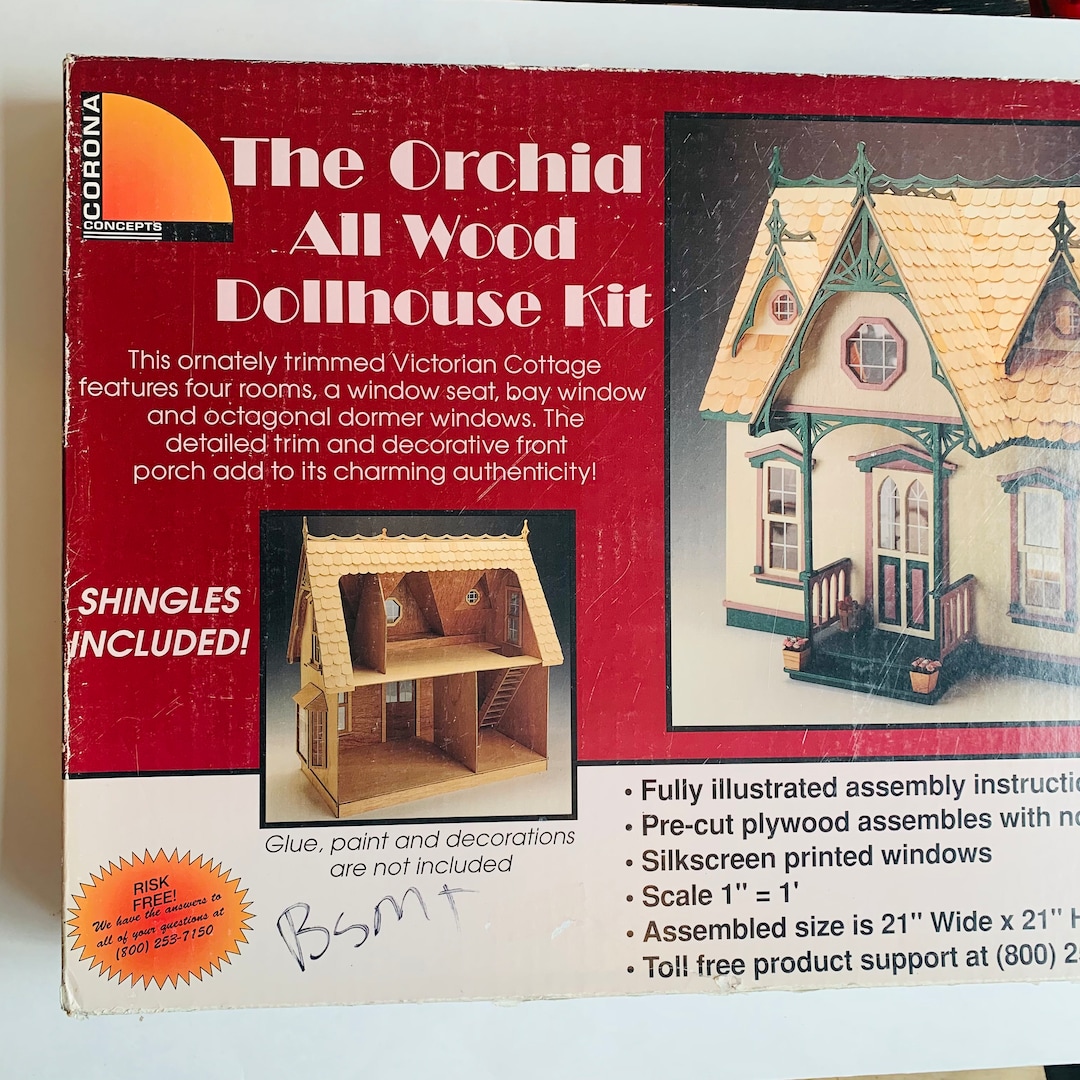 CORONA
CONCEPTS
The Orchid
All Wood
Dollhouse Kit
This ornately trimmed Victorian Cottage
features four rooms, a window seat, bay window
and octagonal dormer windows. The
detailed trim and decorative front
porch add to its charming authenticity!
SHINGLES
INCLUDED!
Glue, paint and decorations
are not included
RISK
FREE!
We have the answers to
all of your questions at
(800) 253-7150
Bsmt
• Fully illustrated assembly instructi
• Pre-cut plywood assembles with no
• Silkscreen printed windows
• Scale 1" = 1'
• Assembled size is 21" Wide x 21" H
• Toll free product support at (800) 2